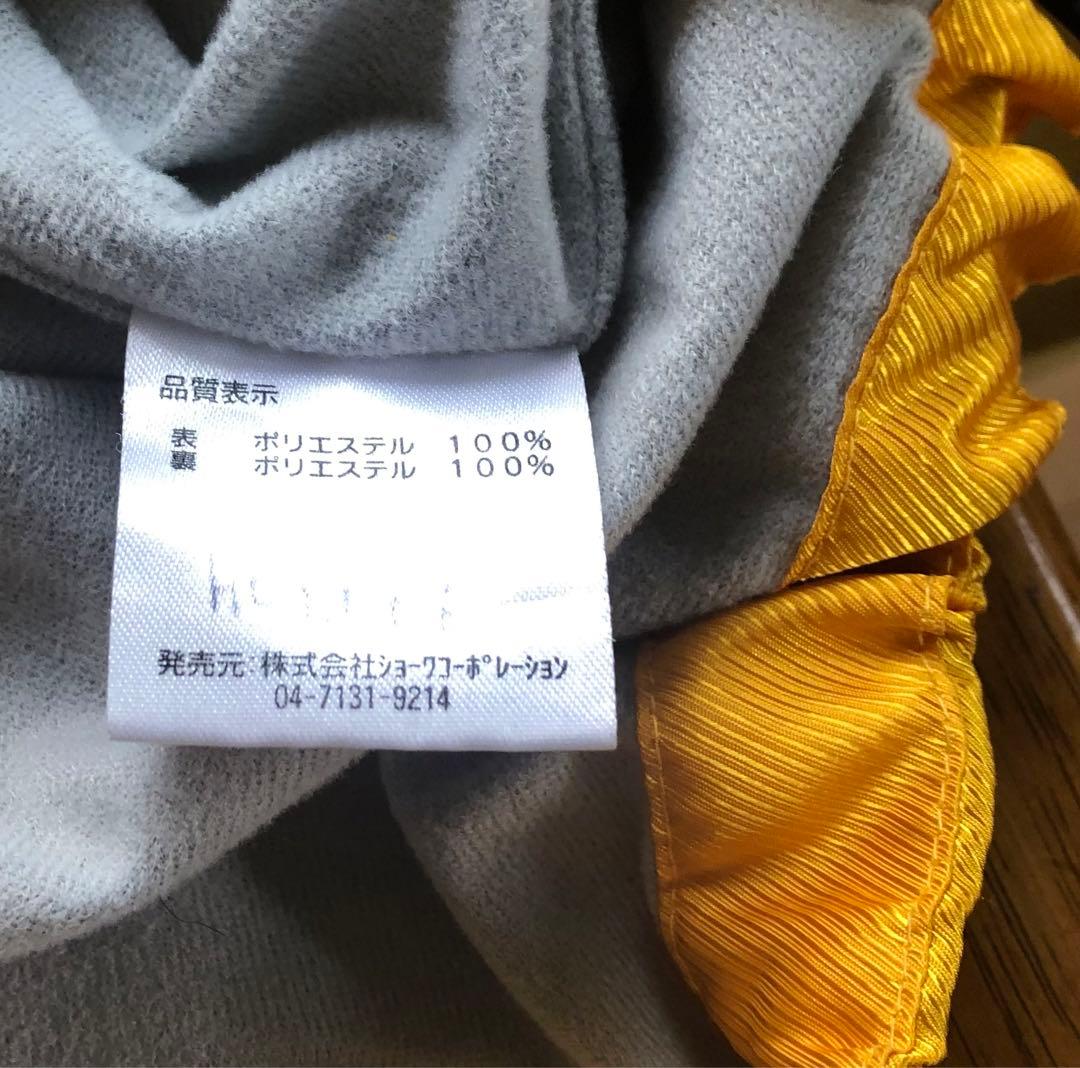 品質表示
表 ポリエステル 100%
裏 ポリエステル 100%
発売元:株式会社ショーワコーポレーション
04-7131-9214